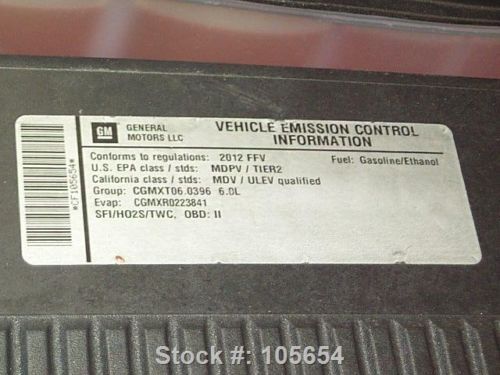 GM
GENERAL MOTORS LLC
VEHICLE EMISSION CONTROL INFORMATION
Conforms to regulations: 2012 FFV Fuel: Gasoline/Ethanol
U.S. EPA class / stds: MDPV / TIER2
California class / stds: MDV / ULEV qualified
Group: CGMXT06.0396 6.0L
Evap: CGMXR0223841
SFI/HO2S/TWC, OBD: II
*CF105654*
Stock #: 105654